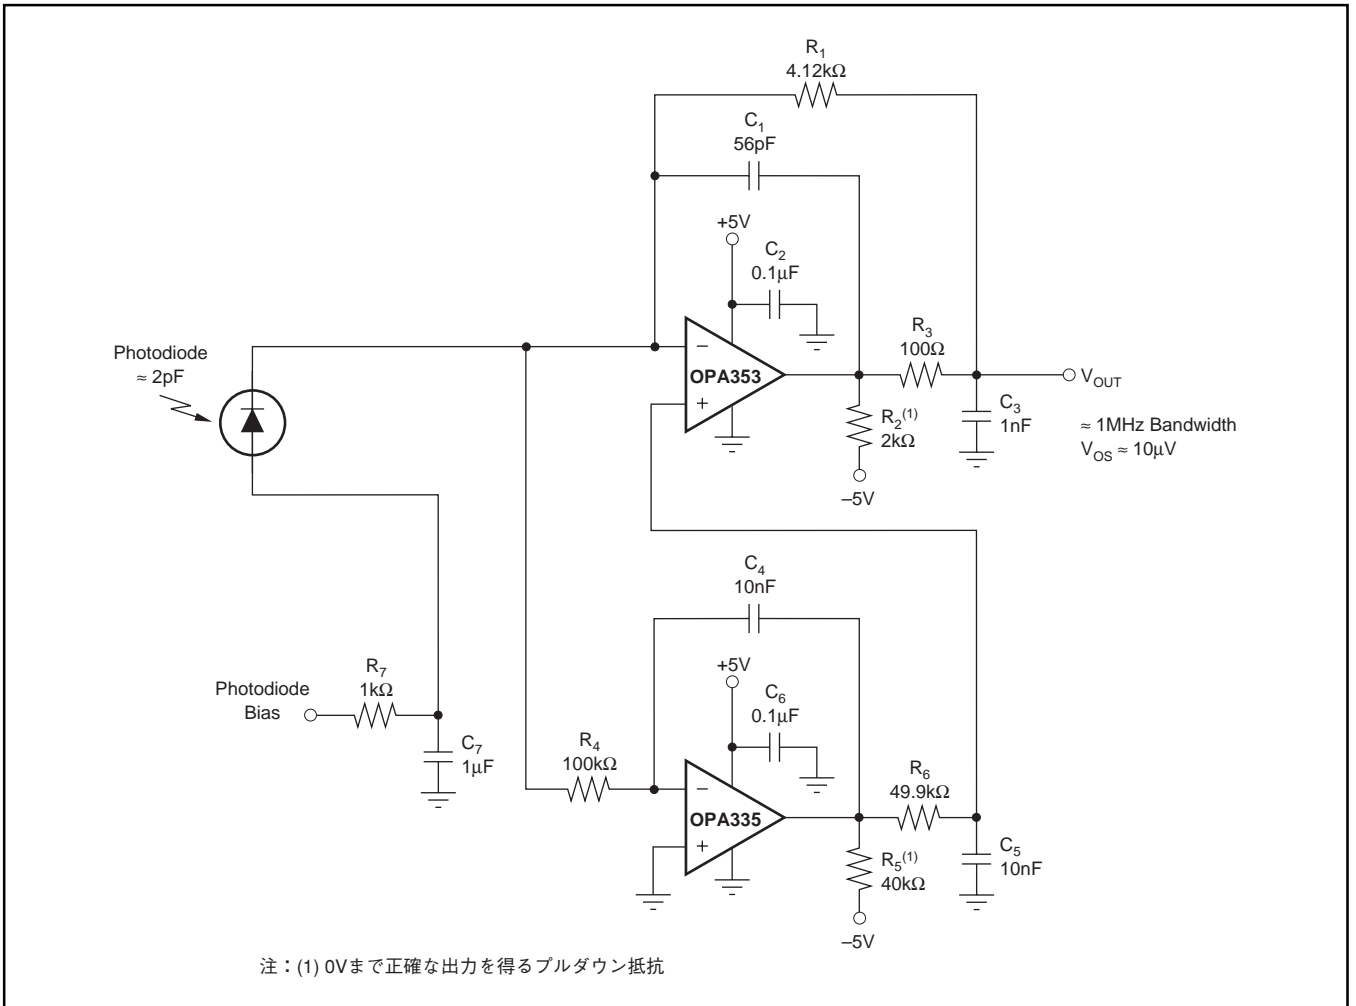 R1
4.12kΩ
C1
56pF
+5V
C2
0.1µF
Photodiode
≈ 2pF
−
OPA353
+
R3
100Ω
VOUT
R2(1)
2kΩ
–5V
C3
1nF
≈ 1MHz Bandwidth
VOS ≈ 10µV
C4
10nF
+5V
C6
0.1µF
Photodiode
Bias
R7
1kΩ
C7
1µF
R4
100kΩ
−
OPA335
+
R6
49.9kΩ
R5(1)
40kΩ
–5V
C5
10nF
注：(1) 0Vまで正確な出力を得るプルダウン抵抗